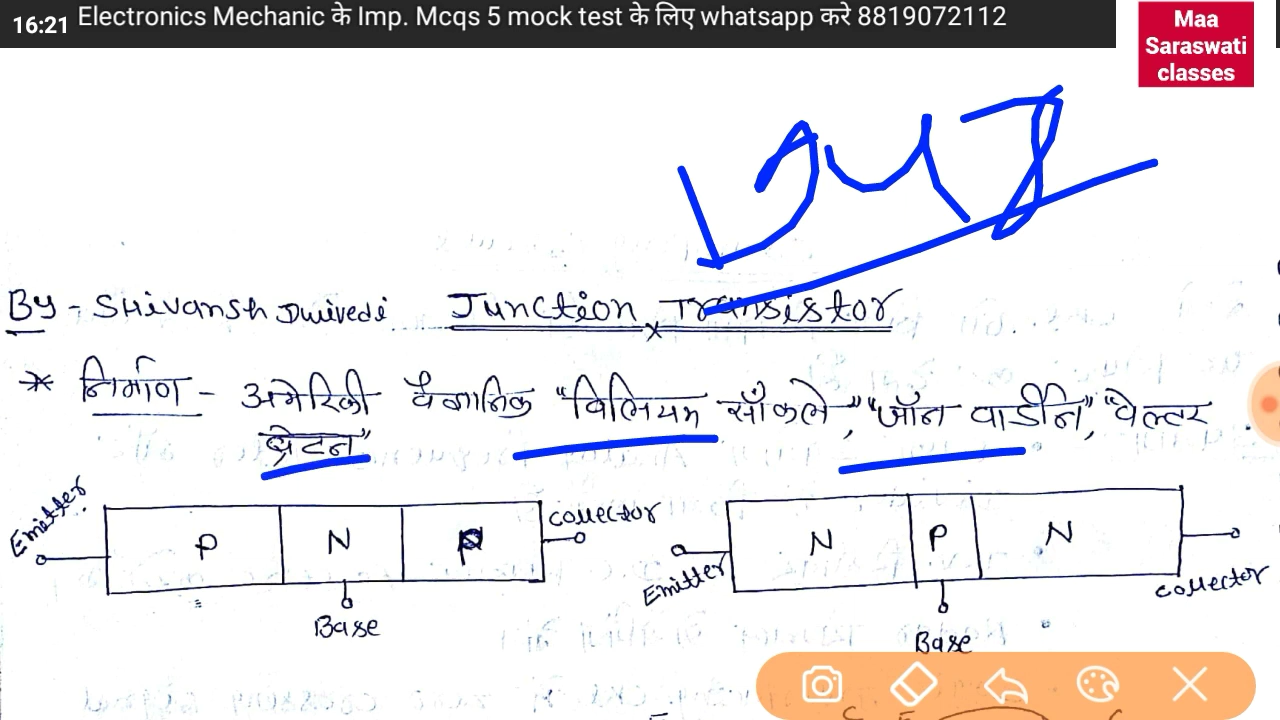 16:21 Electronics Mechanic के Imp. Mcqs 5 mock test के लिए whatsapp करे 8819072112
Maa
Saraswati
classes
By - Shivansh Dwivedi Junction Transistor
* निर्माण - अमेरिकी वैज्ञानिक "विलियम सॉकले", "जॉन वार्डीन", "वेल्टर
ब्रेटन"
Emitter P N P collector
Base
Emitter N P N collector
Base